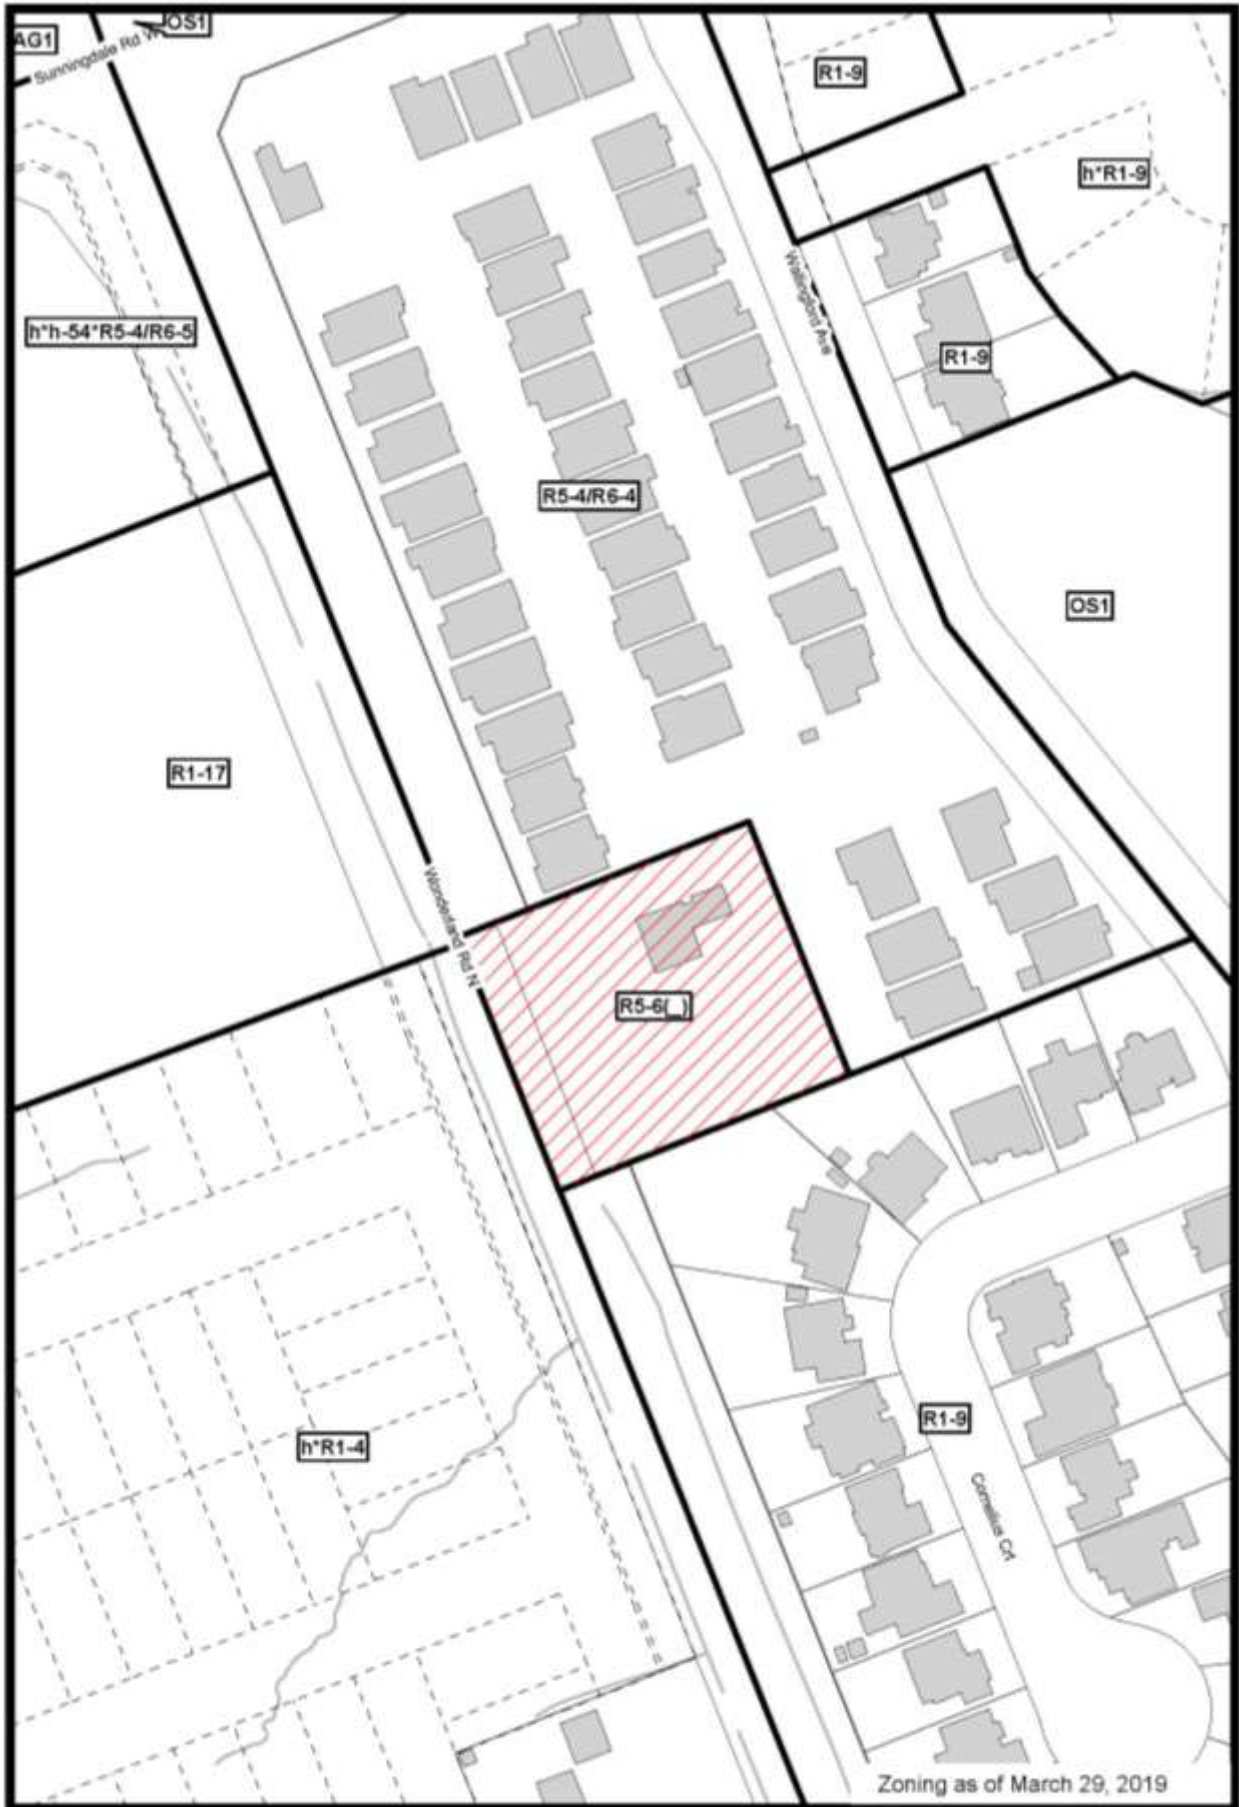 OS1
AG1
Sunningdale Rd W
R1-9
h*R1-9
Wallingford Ave
h*h-54*R5-4/R6-5
R1-9
R5-4/R6-4
OS1
R1-17
Wonderland Rd N
R5-6(_)
R1-9
h*R1-4
Cornelius Crt
Zoning as of March 29, 2019